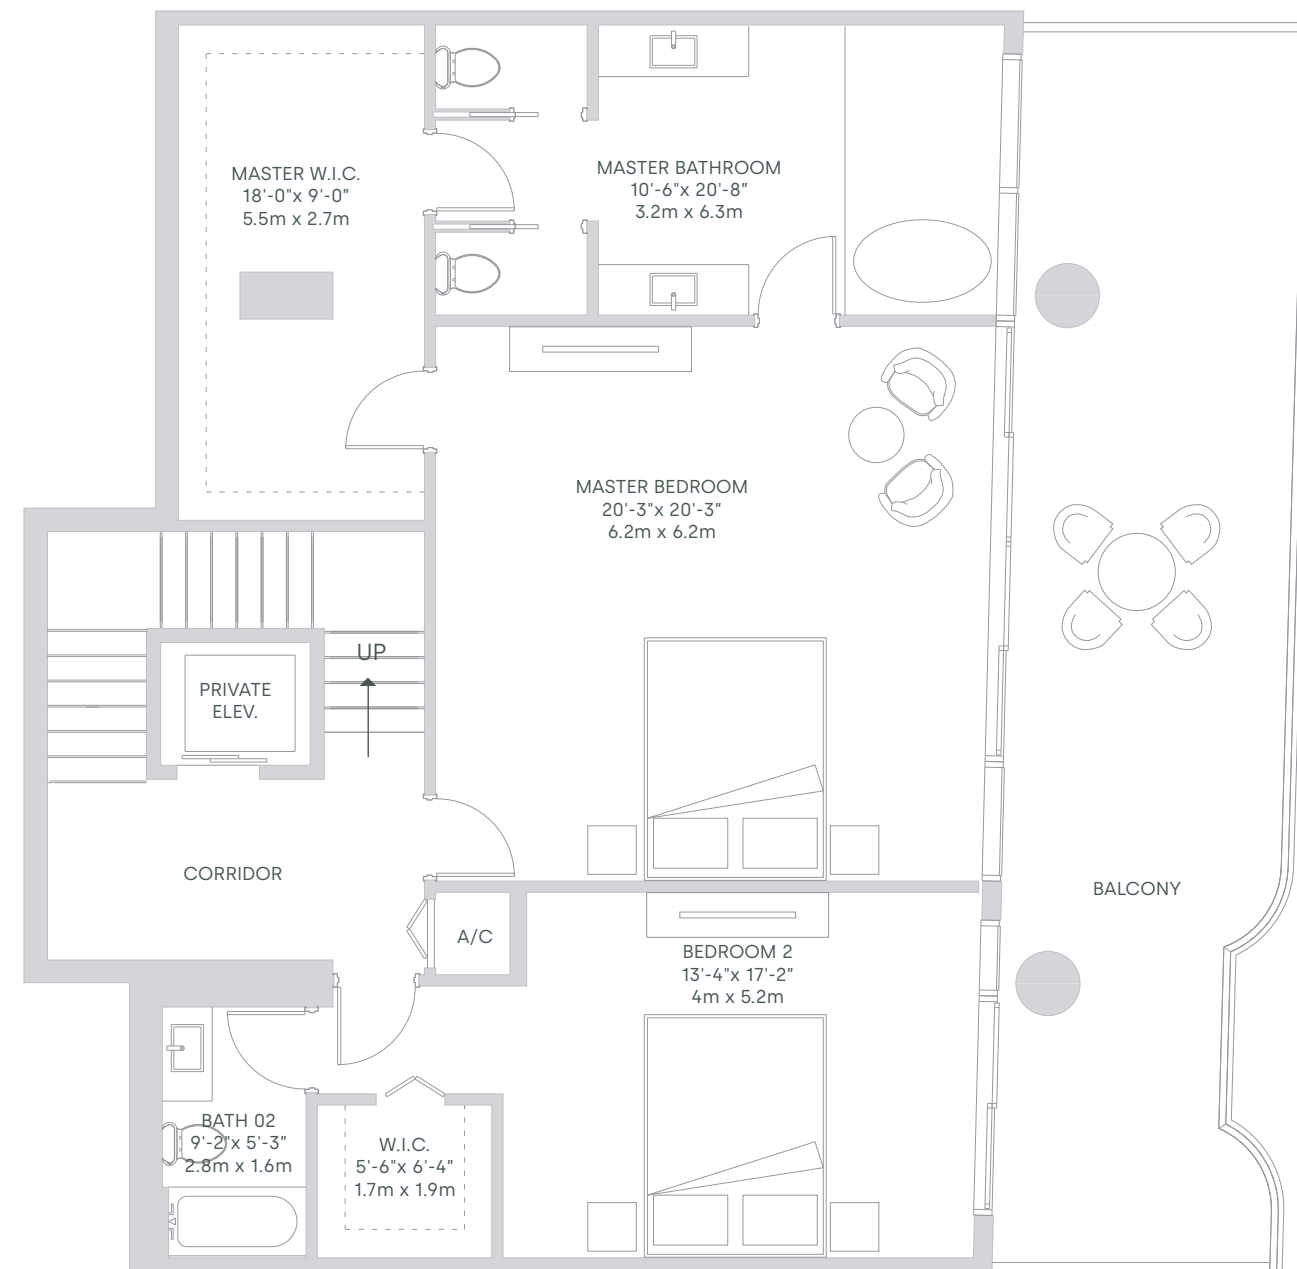 MASTER W.I.C.
18'-0"x 9'-0"
5.5m x 2.7m
MASTER BATHROOM
10'-6"x 20'-8"
3.2m x 6.3m
MASTER BEDROOM
20'-3"x 20'-3"
6.2m x 6.2m
UP
PRIVATE
ELEV.
CORRIDOR
BALCONY
A/C
BEDROOM 2
13'-4"x 17'-2"
4m x 5.2m
BATH 02
9'-2"x 5'-3"
2.8m x 1.6m
W.I.C.
5'-6"x 6'-4"
1.7m x 1.9m